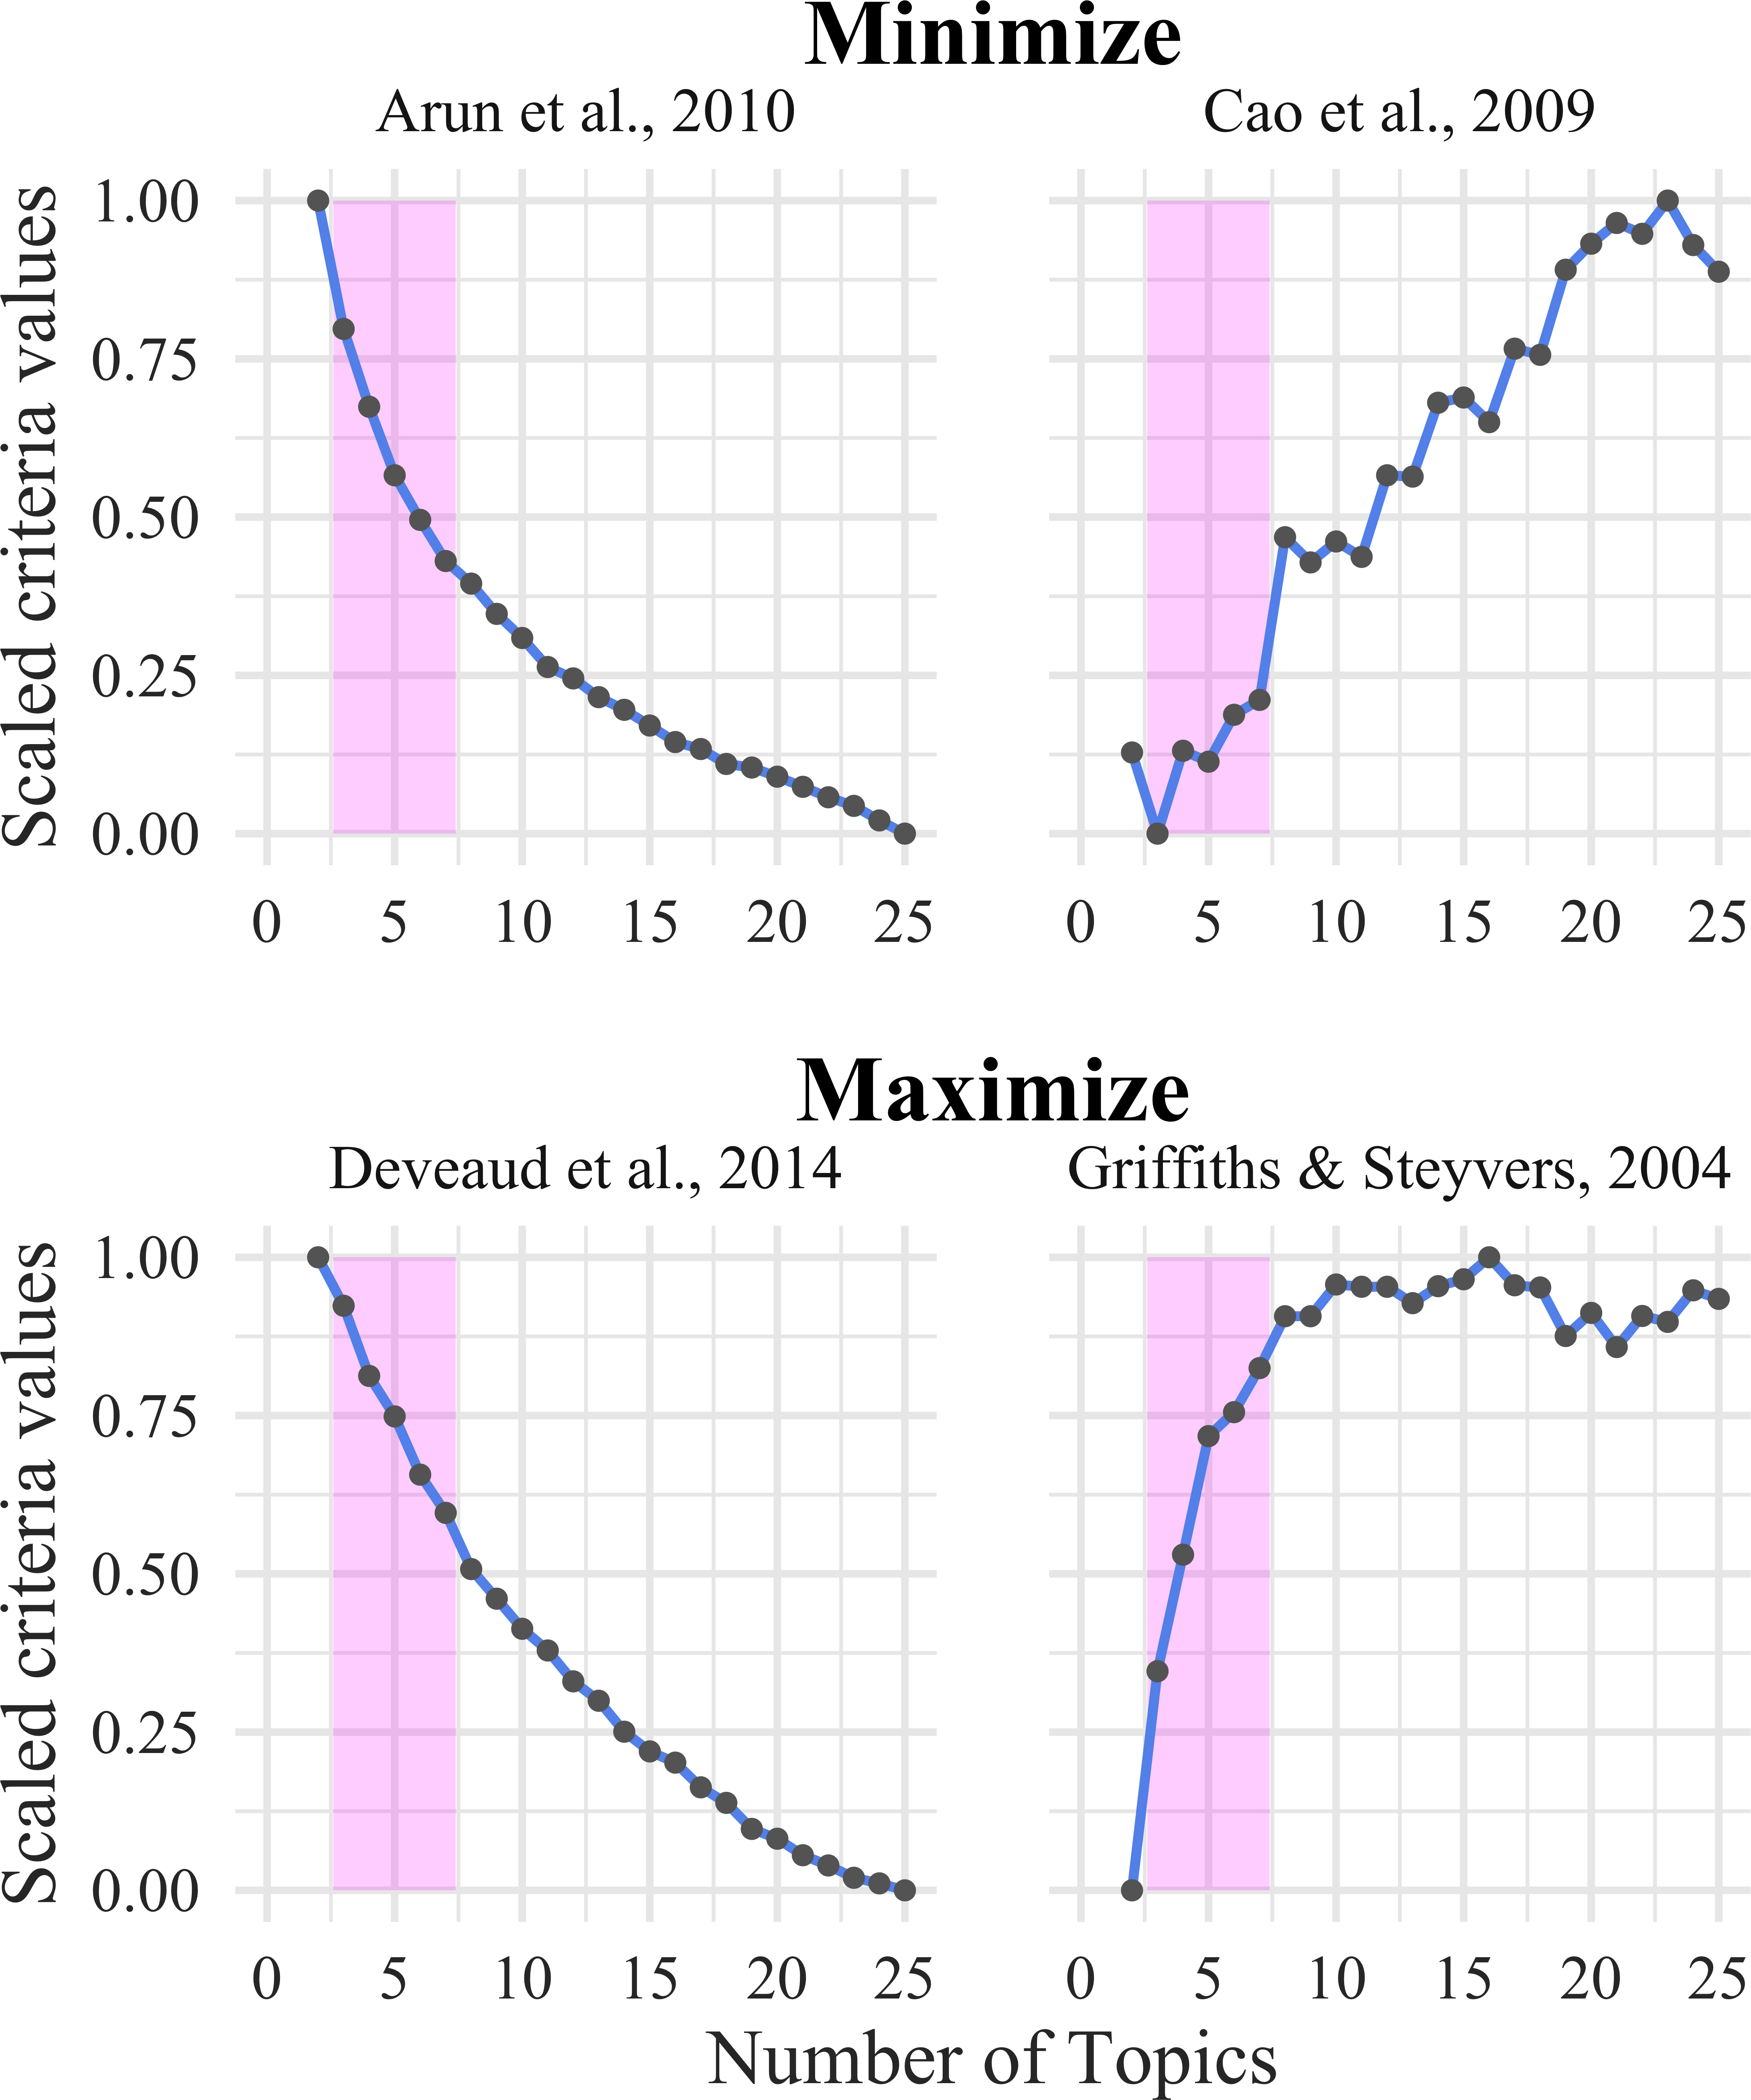 Minimize
Arun et al., 2010
Cao et al., 2009
Scaled criteria values
1.00
0.75
0.50
0.25
0.00
0 5 10 15 20 25
0 5 10 15 20 25
Maximize
Deveaud et al., 2014
Griffiths & Steyvers, 2004
Scaled criteria values
1.00
0.75
0.50
0.25
0.00
0 5 10 15 20 25
0 5 10 15 20 25
Number of Topics